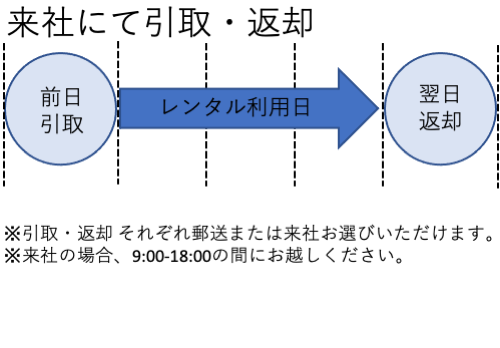 来社にて引取・返却
前日
引取
レンタル利用日
翌日
返却
※引取・返却 それぞれ郵送または来社お選びいただけます。
※来社の場合、9:00-18:00の間にお越しください。